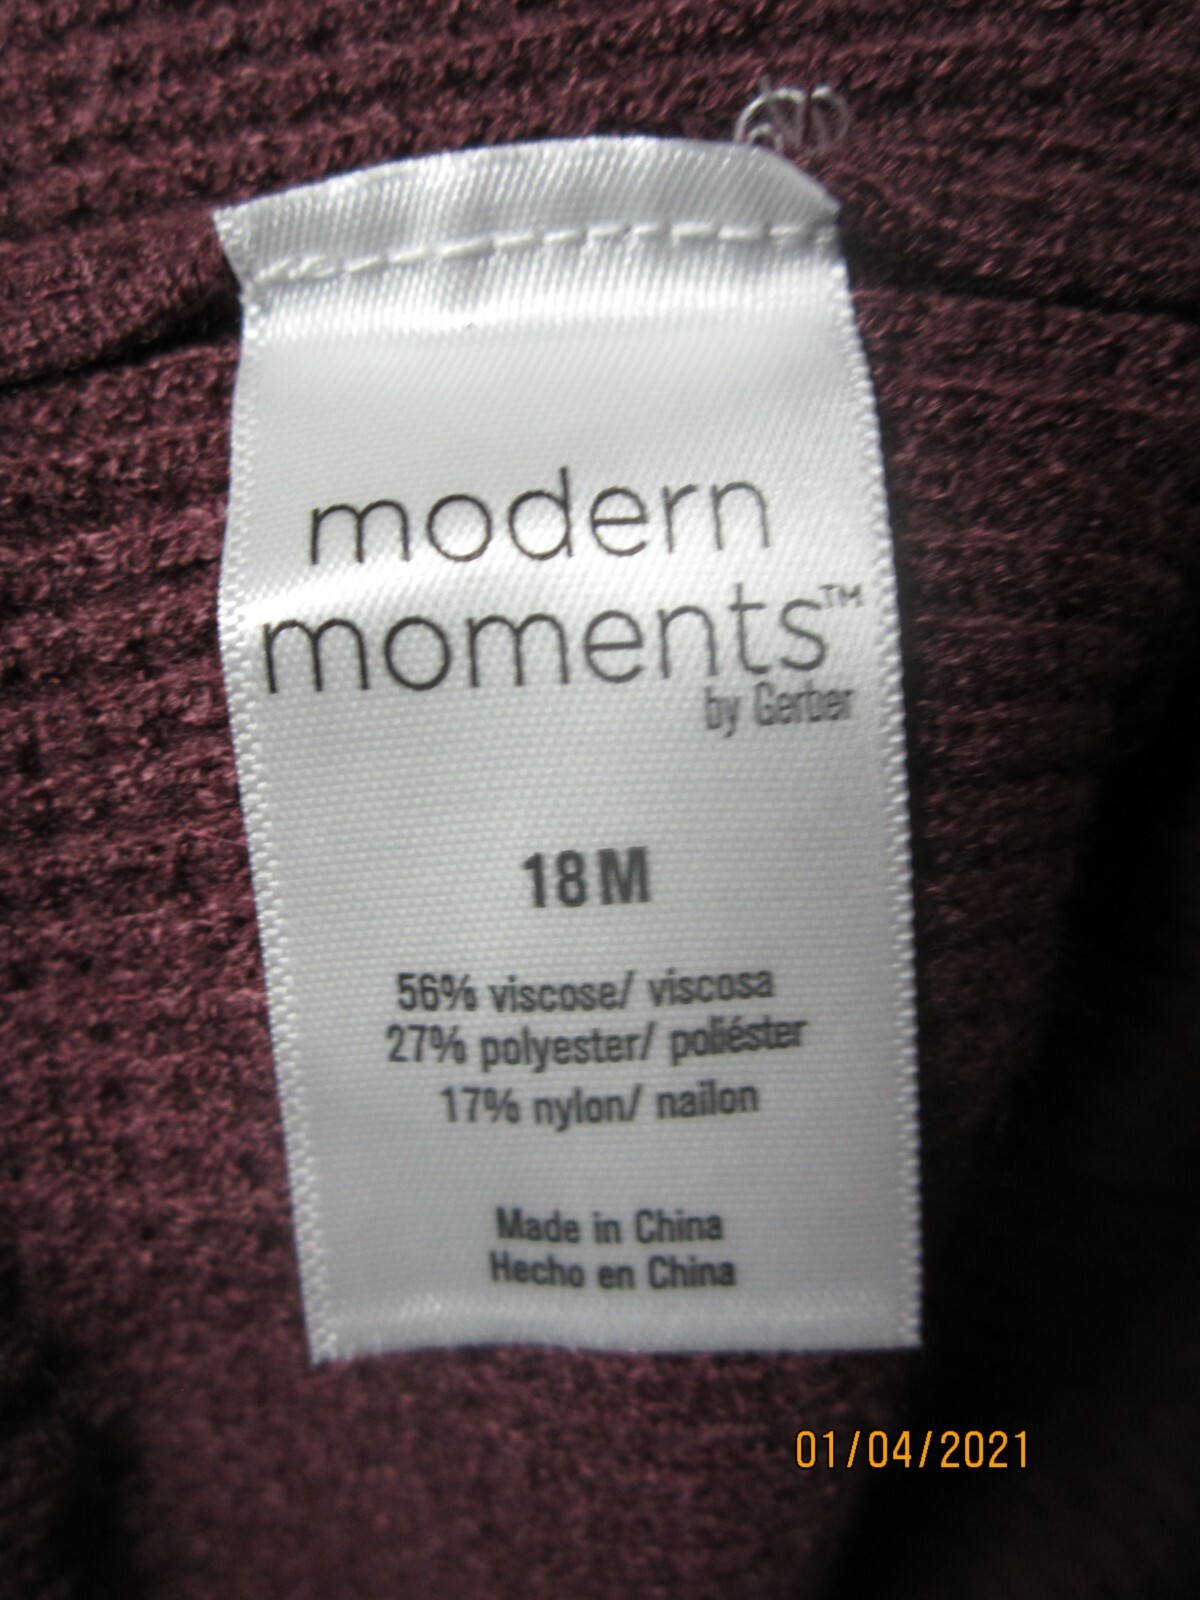 modern
moments™
by Gerber
18 M
56% viscose/ viscosa
27% polyester/ poliéster
17% nylon/ nailon
Made in China
Hecho en China
01/04/2021